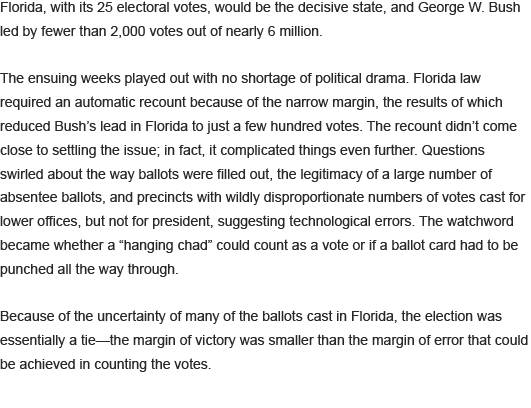 Florida, with its 25 electoral votes, would be the decisive state, and George W. Bush
led by fewer than 2,000 votes out of nearly 6 million.
The ensuing weeks played out with no shortage of political drama. Florida law
required an automatic recount because of the narrow margin, the results of which
reduced Bush’s lead in Florida to just a few hundred votes. The recount didn’t come
close to settling the issue; in fact, it complicated things even further. Questions
swirled about the way ballots were filled out, the legitimacy of a large number of
absentee ballots, and precincts with wildly disproportionate numbers of votes cast for
lower offices, but not for president, suggesting technological errors. The watchword
became whether a “hanging chad” could count as a vote or if a ballot card had to be
punched all the way through.
Because of the uncertainty of many of the ballots cast in Florida, the election was
essentially a tie—the margin of victory was smaller than the margin of error that could
be achieved in counting the votes.